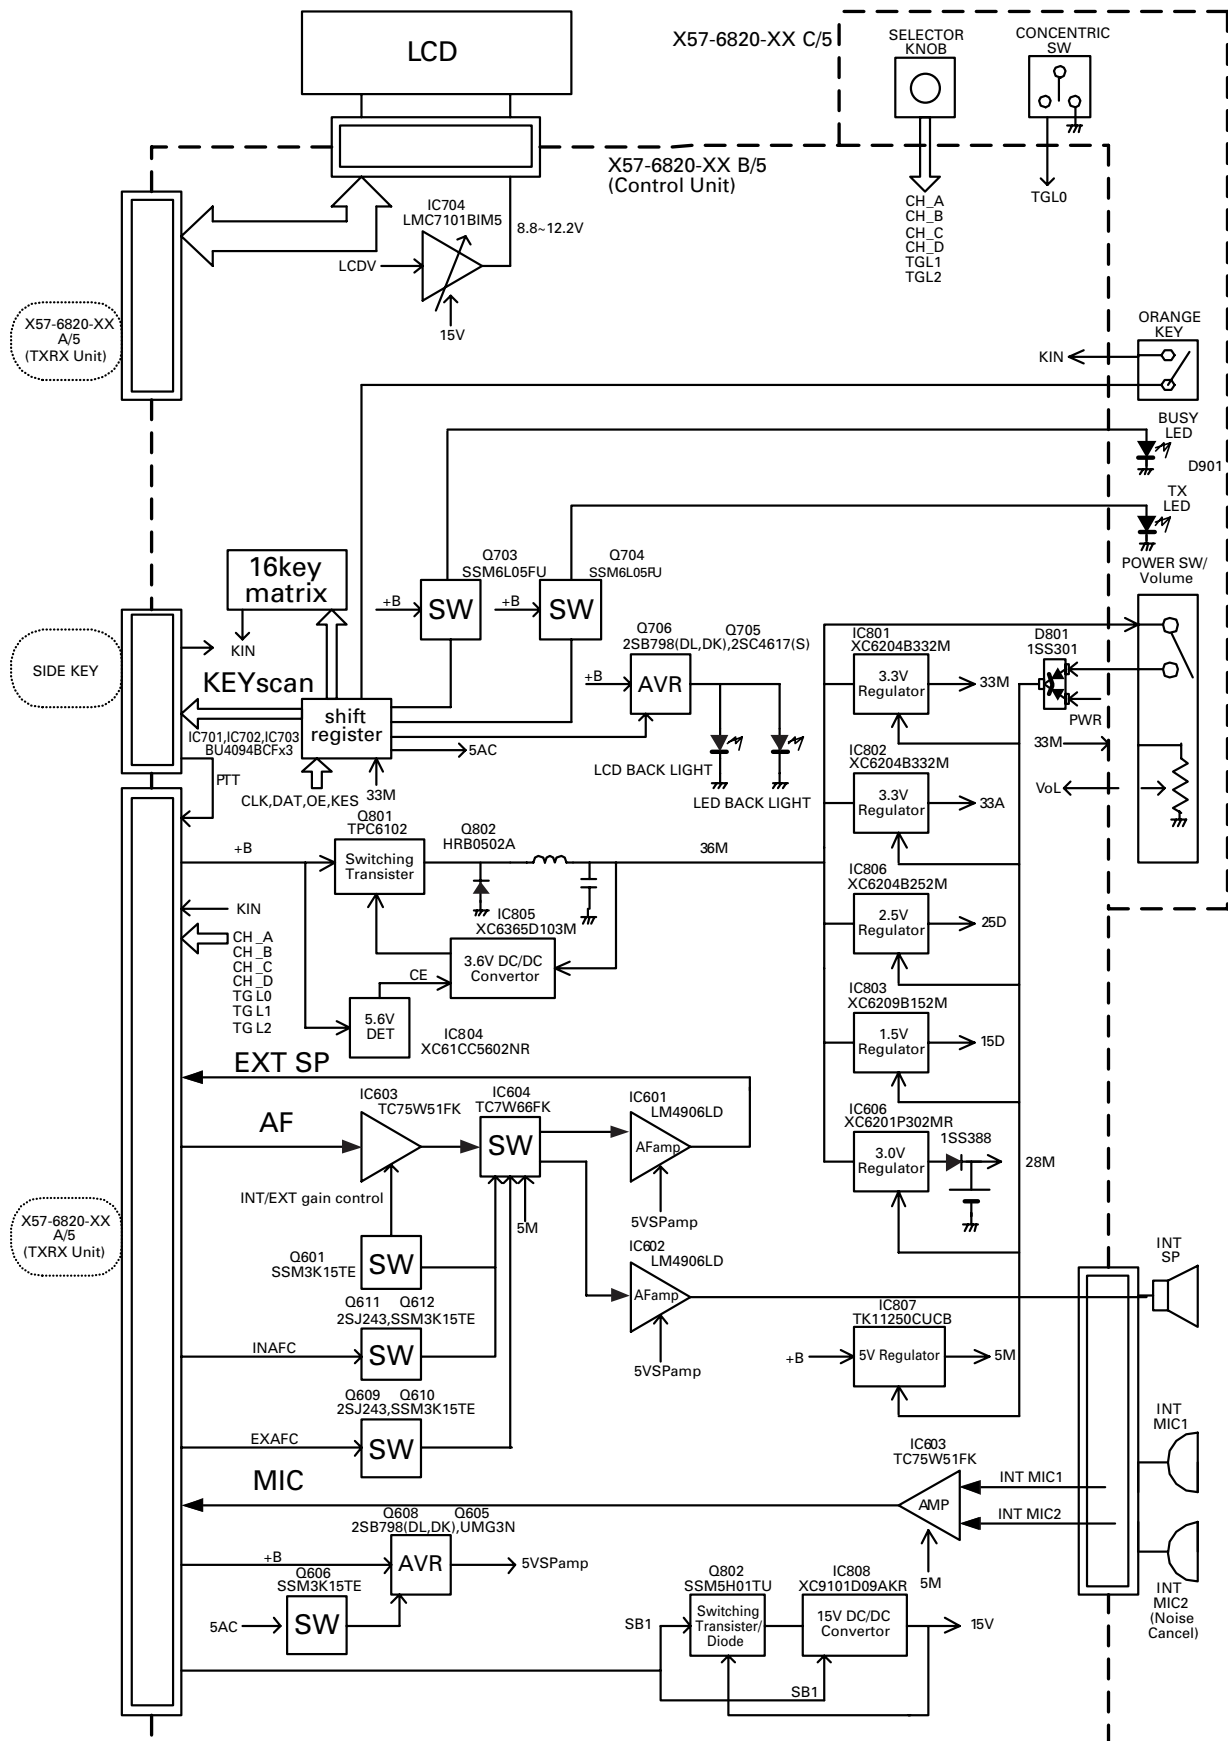 LCD
X57-6820-XX C/5
SELECTOR
KNOB
CONCENTRIC
SW
X57-6820-XX B/5
(Control Unit)
CH_A
CH_B
CH_C
CH_D
TGL1
TGL2
TGL0
IC704
LMC7101BIM5
8.8~12.2V
LCDV
15V
X57-6820-XX
A/5
(TXRX Unit)
ORANGE
KEY
KIN
BUSY
LED
D901
TX
LED
POWER SW/
Volume
16key
matrix
KIN
Q703
SSM6L05FU
+B
SW
Q704
SSM6L05FU
+B
SW
SIDE KEY
KEYscan
IC701,IC702,IC703
BU4094BCFx3
shift
register
5AC
PTT
CLK,DAT,OE,KES
33M
Q706 Q705
2SB798(DL,DK),2SC4617(S)
+B
AVR
LCD BACK LIGHT
LED BACK LIGHT
IC801
XC6204B332M
3.3V
Regulator
33M
D801
1SS301
PWR
33M
VoL
IC802
XC6204B332M
3.3V
Regulator
33A
Q801
TPC6102
+B
Switching
Transister
Q802
HRB0502A
36M
KIN
CH_A
CH_B
CH_C
CH_D
TGL0
TGL1
TGL2
IC805
XC6365D103M
3.6V DC/DC
Convertor
CE
5.6V
DET
IC804
XC61CC5602NR
IC806
XC6204B252M
2.5V
Regulator
25D
IC803
XC6209B152M
1.5V
Regulator
15D
EXT SP
AF
IC603
TC75W51FK
IC604
TC7W66FK
SW
IC601
LM4906LD
AFamp
INT/EXT gain control
5M
5VSPamp
IC606
XC6201P302MR
3.0V
Regulator
1SS388
28M
X57-6820-XX
A/5
(TXRX Unit)
Q601
SSM3K15TE
SW
IC602
LM4906LD
AFamp
5VSPamp
INT
SP
Q611 Q612
2SJ243,SSM3K15TE
INAFC
SW
IC807
TK11250CUCB
+B
5V Regulator
5M
Q609 Q610
2SJ243,SSM3K15TE
EXAFC
SW
INT
MIC1
MIC
IC603
TC75W51FK
AMP
INT MIC1
INT MIC2
5M
Q608 Q605
2SB798(DL,DK),UMG3N
+B
AVR
5VSPamp
Q606
SSM3K15TE
5AC
SW
INT
MIC2
(Noise
Cancel)
Q802
SSM5H01TU
SB1
Switching
Transister/
Diode
IC808
XC9101D09AKR
15V DC/DC
Convertor
15V
SB1